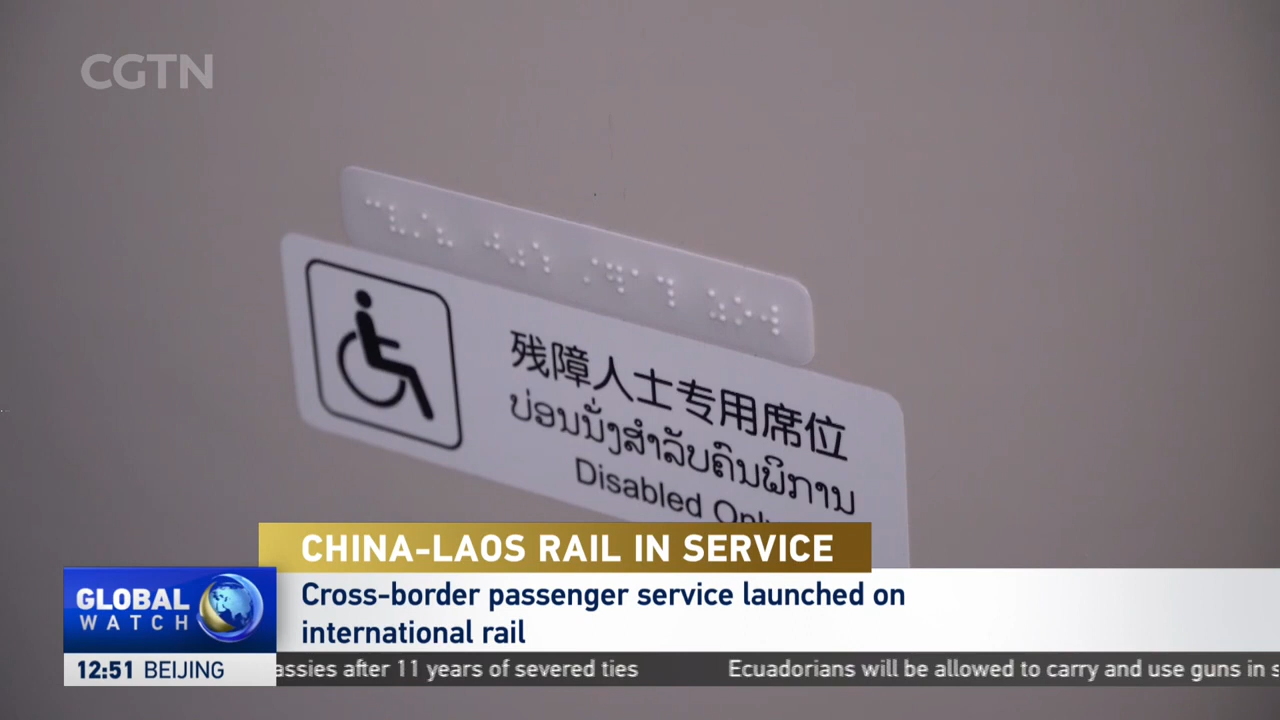 CGTN
残障人士专用席位
ບ່ອນນັ່ງສຳລັບຄົນພິການ
Disabled Only
CHINA-LAOS RAIL IN SERVICE
Cross-border passenger service launched on
international rail
GLOBAL
WATCH
12:51 BEIJING
after 11 years of severed ties
Ecuadorians will be allowed to carry and use guns in